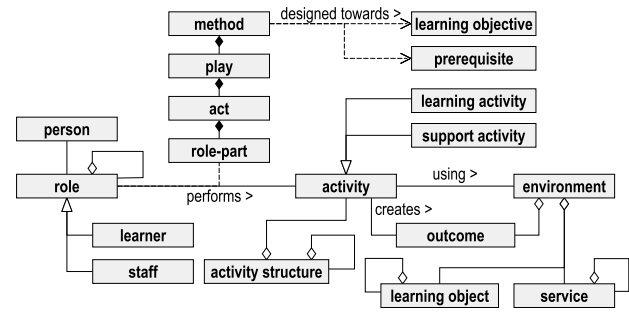 method
designed towards >
learning objective
play
prerequisite
act
learning activity
person
role-part
support activity
role
performs >
activity
using >
environment
creates >
learner
outcome
staff
activity structure
learning object
service